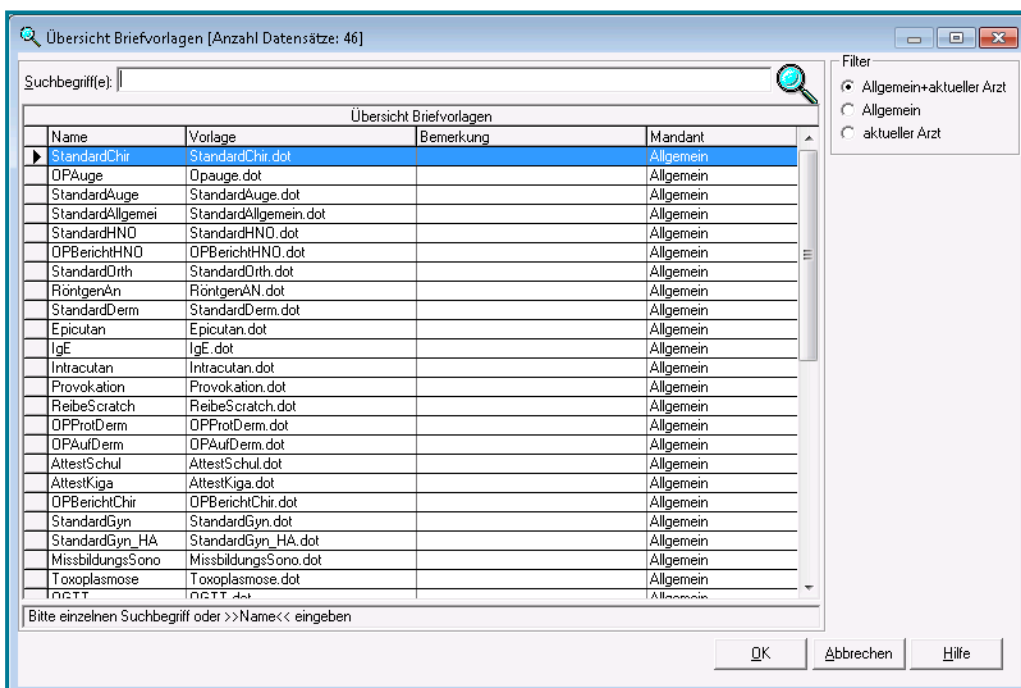 Übersicht Briefvorlagen [Anzahl Datensätze: 46]
Suchbegriff(e):
Filter
Allgemein+aktueller Arzt
Allgemein
aktueller Arzt
Übersicht Briefvorlagen
Name Vorlage Bemerkung Mandant
StandardChir StandardChir.dot Allgemein
OPAuge Opauge.dot Allgemein
StandardAuge StandardAuge.dot Allgemein
StandardAllgemei StandardAllgemein.dot Allgemein
StandardHNO StandardHNO.dot Allgemein
OPBerichtHNO OPBerichtHNO.dot Allgemein
StandardOrth StandardOrth.dot Allgemein
RöntgenAn RöntgenAN.dot Allgemein
StandardDerm StandardDerm.dot Allgemein
Epicutan Epicutan.dot Allgemein
IgE IgE.dot Allgemein
Intracutan Intracutan.dot Allgemein
Provokation Provokation.dot Allgemein
ReibeScratch ReibeScratch.dot Allgemein
OPProtDerm OPProtDerm.dot Allgemein
OPAufDerm OPAufDerm.dot Allgemein
AttestSchul AttestSchul.dot Allgemein
AttestKiga AttestKiga.dot Allgemein
OPBerichtChir OPBerichtChir.dot Allgemein
StandardGyn StandardGyn.dot Allgemein
StandardGyn_HA StandardGyn_HA.dot Allgemein
MissbildungsSono MissbildungsSono.dot Allgemein
Toxoplasmose Toxoplasmose.dot Allgemein
OGTT OGTT.dot Allgemein
Bitte einzelnen Suchbegriff oder >>Name<< eingeben
OK Abbrechen Hilfe